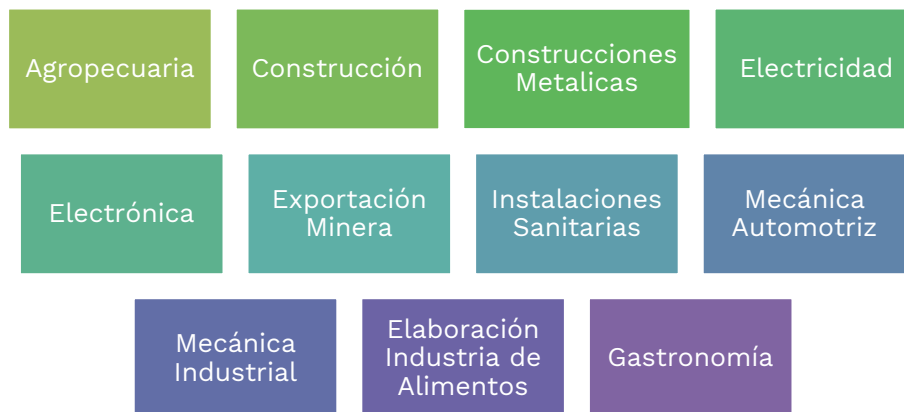 Agropecuaria
Construcción
Construcciones
Metalicas
Electricidad
Electrónica
Exportación
Minera
Instalaciones
Sanitarias
Mecánica
Automotriz
Mecánica
Industrial
Elaboración
Industria de
Alimentos
Gastronomía